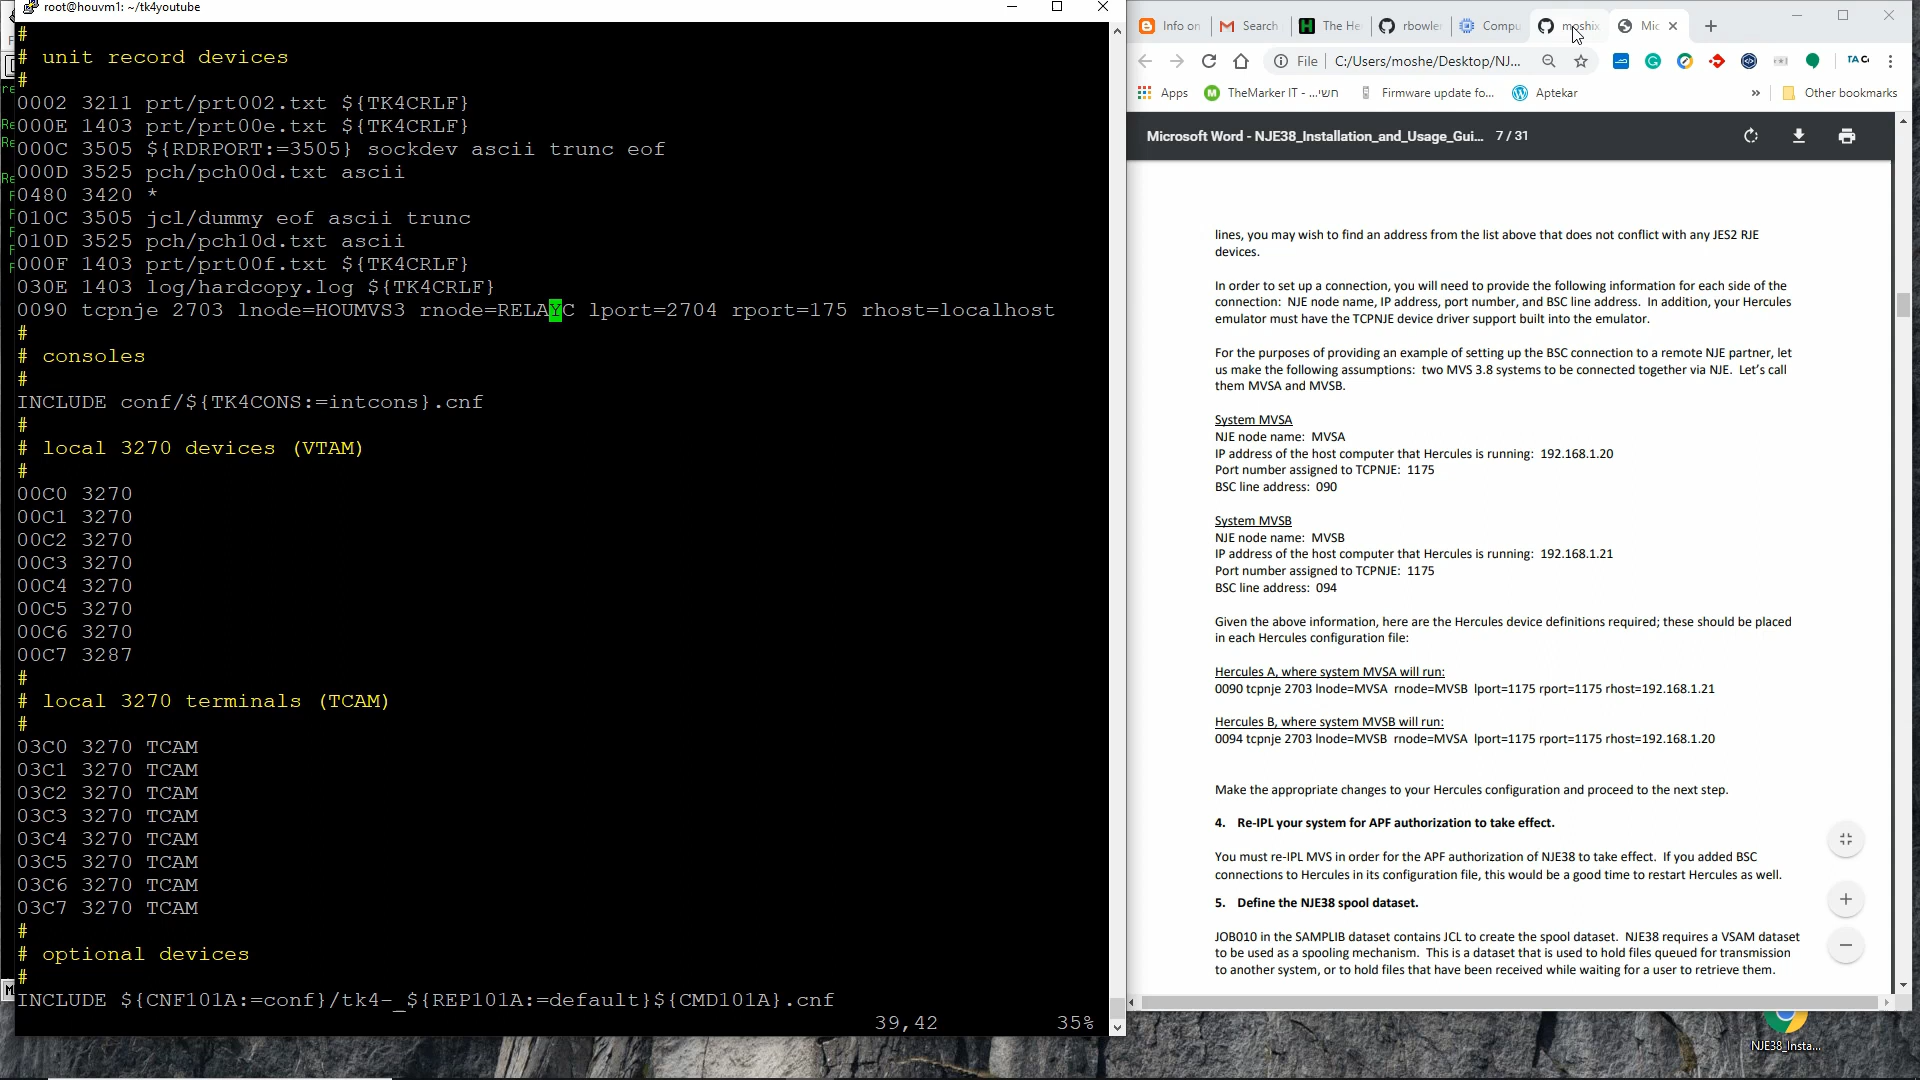 root@houvm1: ~/tk4youtube
#
# unit record devices
#
0002 3211 prt/prt002.txt ${TK4CRLF}
000E 1403 prt/prt00e.txt ${TK4CRLF}
000C 3505 ${RDRPORT:=3505} sockdev ascii trunc eof
000D 3525 pch/pch00d.txt ascii
0480 3420 *
010C 3505 jcl/dummy eof ascii trunc
010D 3525 pch/pch10d.txt ascii
000F 1403 prt/prt00f.txt ${TK4CRLF}
030E 1403 log/hardcopy.log ${TK4CRLF}
0090 tcpnje 2703 lnode=HOUMVS3 rnode=RELAYC lport=2704 rport=175 rhost=localhost
#
# consoles
#
INCLUDE conf/${TK4CONS:=intcons}.cnf
#
# local 3270 devices (VTAM)
#
00C0 3270
00C1 3270
00C2 3270
00C3 3270
00C4 3270
00C5 3270
00C6 3270
00C7 3287
#
# local 3270 terminals (TCAM)
#
03C0 3270 TCAM
03C1 3270 TCAM
03C2 3270 TCAM
03C3 3270 TCAM
03C4 3270 TCAM
03C5 3270 TCAM
03C6 3270 TCAM
03C7 3270 TCAM
#
# optional devices
#
INCLUDE ${CNF101A:=conf}/tk4-_${REP101A:=default}${CMD101A}.cnf
39,42 35%
Info on
Search
The He
rbowle
Compu
moshix
Mic
File C:/Users/moshe/Desktop/NJ...
Apps
TheMarker IT - ...שוי
Firmware update fo...
Aptekar
»
Other bookmarks
Microsoft Word - NJE38_Installation_and_Usage_Gui... 7 / 31
lines, you may wish to find an address from the list above that does not conflict with any JES2 RJE
devices.
In order to set up a connection, you will need to provide the following information for each side of the
connection: NJE node name, IP address, port number, and BSC line address. In addition, your Hercules
emulator must have the TCPNJE device driver support built into the emulator.
For the purposes of providing an example of setting up the BSC connection to a remote NJE partner, let
us make the following assumptions: two MVS 3.8 systems to be connected together via NJE. Let's call
them MVSA and MVSB.
System MVSA
NJE node name: MVSA
IP address of the host computer that Hercules is running: 192.168.1.20
Port number assigned to TCPNJE: 1175
BSC line address: 090
System MVSB
NJE node name: MVSB
IP address of the host computer that Hercules is running: 192.168.1.21
Port number assigned to TCPNJE: 1175
BSC line address: 094
Given the above information, here are the Hercules device definitions required; these should be placed
in each Hercules configuration file:
Hercules A, where system MVSA will run:
0090 tcpnje 2703 lnode=MVSA rnode=MVSB lport=1175 rport=1175 rhost=192.168.1.21
Hercules B, where system MVSB will run:
0094 tcpnje 2703 lnode=MVSB rnode=MVSA lport=1175 rport=1175 rhost=192.168.1.20
Make the appropriate changes to your Hercules configuration and proceed to the next step.
4. Re-IPL your system for APF authorization to take effect.
You must re-IPL MVS in order for the APF authorization of NJE38 to take effect. If you added BSC
connections to Hercules in its configuration file, this would be a good time to restart Hercules as well.
5. Define the NJE38 spool dataset.
JOB010 in the SAMPLIB dataset contains JCL to create the spool dataset. NJE38 requires a VSAM dataset
to be used as a spooling mechanism. This is a dataset that is used to hold files queued for transmission
to another system, or to hold files that have been received while waiting for a user to retrieve them.
NJE38_Insta...